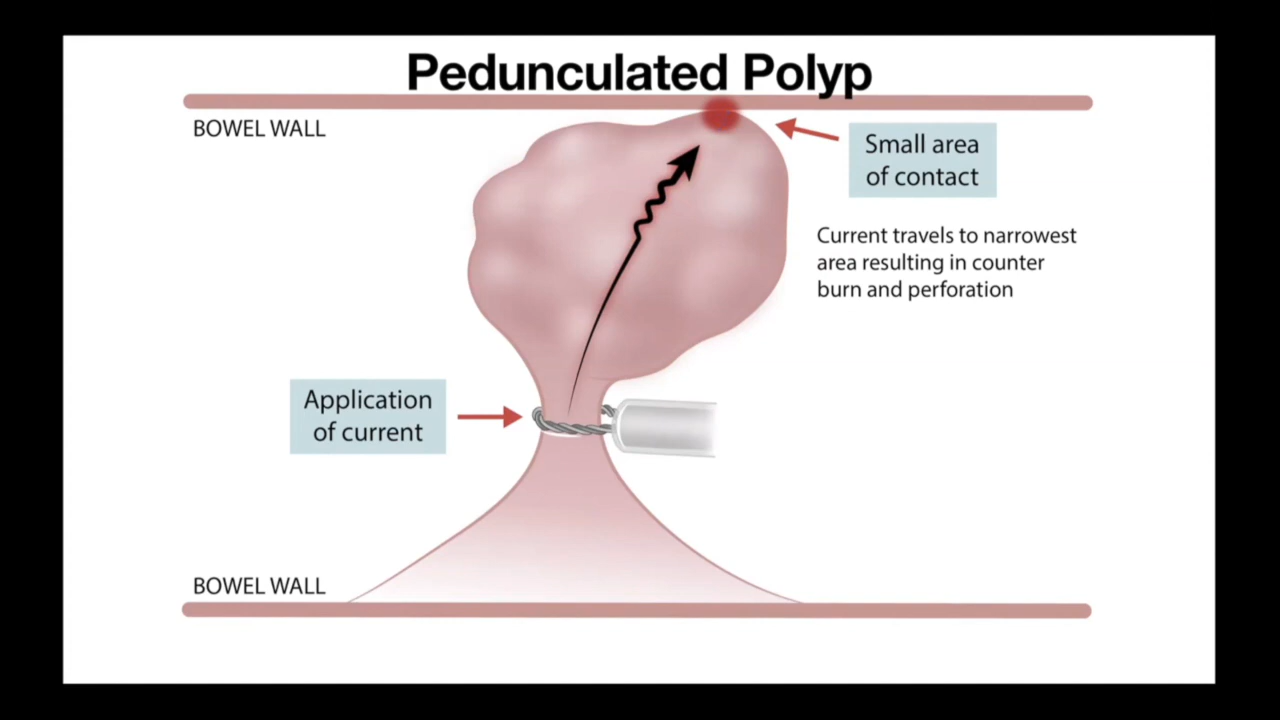 Pedunculated Polyp
BOWEL WALL
Small area
of contact
Current travels to narrowest
area resulting in counter
burn and perforation
Application
of current
BOWEL WALL